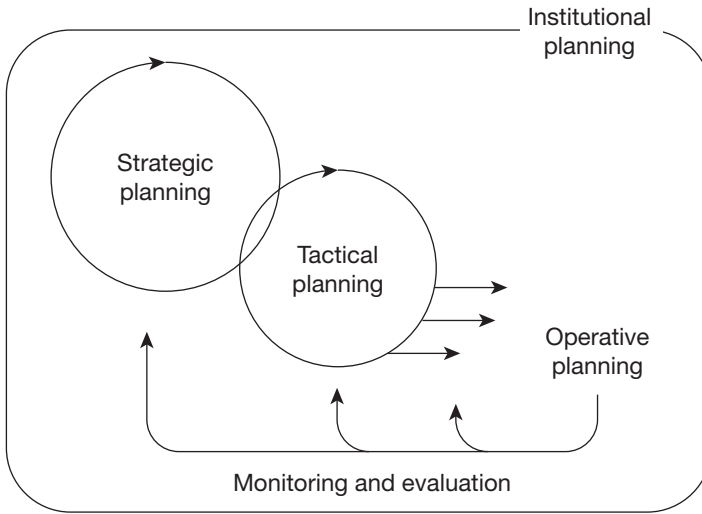 Institutional
planning
Strategic
planning
Tactical
planning
Operative
planning
Monitoring and evaluation